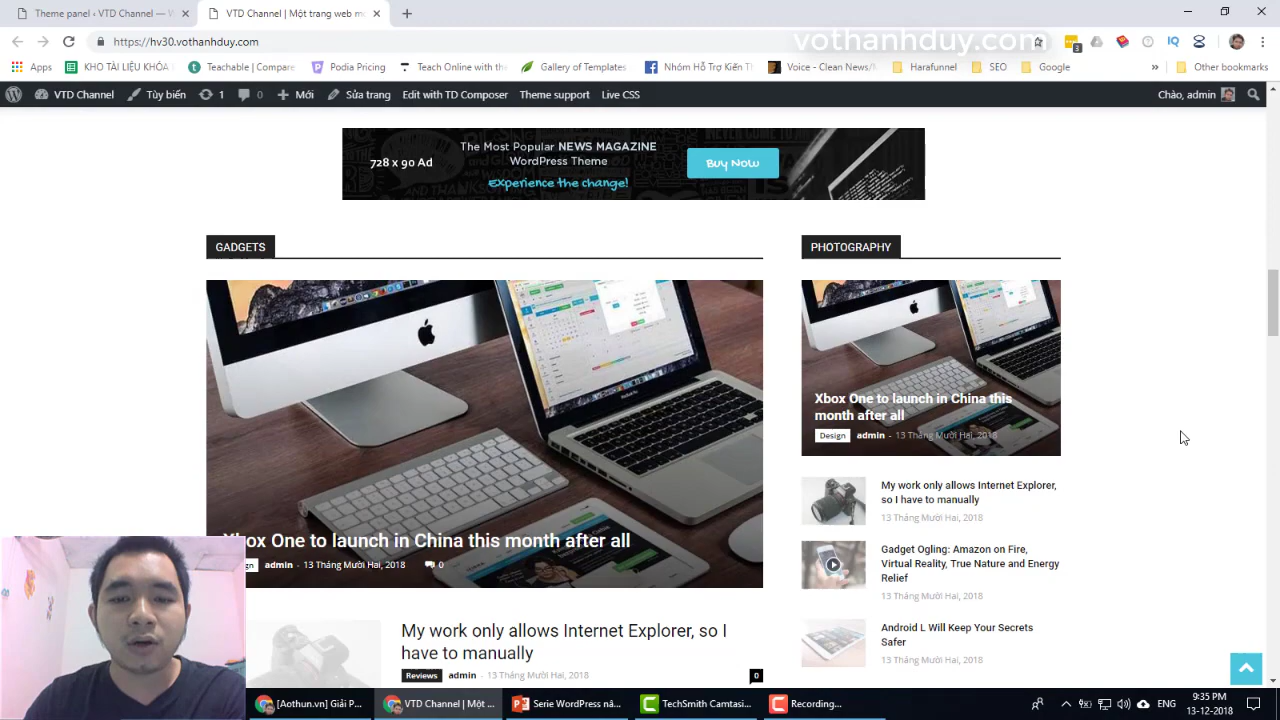 Theme panel | VTD Channel — W
VTD Channel | Một trang web m
https://hv30.vothanhduy.com
vothanhduy.com
3
IQ
Apps
KHO TÀI LIỆU KHÓA
Teachable | Compare
Podia Pricing
Teach Online with the
Gallery of Templates
Nhóm Hỗ Trợ Kiến T
Voice - Clean News/M
Harafunnel
SEO
Google
»
Other bookmarks
VTD Channel
Tùy biến
1
0
Mới
Sửa trang
Edit with TD Composer
Theme support
Live CSS
Chào, admin
728 x 90 Ad
The Most Popular NEWS MAGAZINE
WordPress Theme
Experience the change!
Buy Now
GADGETS
Xbox One to launch in China this month after all
admin - 13 Tháng Mười Hai, 2018 0
My work only allows Internet Explorer, so I
have to manually
Reviews admin - 13 Tháng Mười Hai, 2018 0
PHOTOGRAPHY
Xbox One to launch in China this
month after all
Design admin - 13 Tháng Mười Hai, 2018
My work only allows Internet Explorer,
so I have to manually
13 Tháng Mười Hai, 2018
Gadget Ogling: Amazon on Fire,
Virtual Reality, True Nature and Energy
Relief
13 Tháng Mười Hai, 2018
Android L Will Keep Your Secrets
Safer
13 Tháng Mười Hai, 2018
[Aothun.vn] Giải P...
VTD Channel | Một ...
Serie WordPress nâ...
TechSmith Camtasi...
Recording...
ENG
9:35 PM
13-12-2018